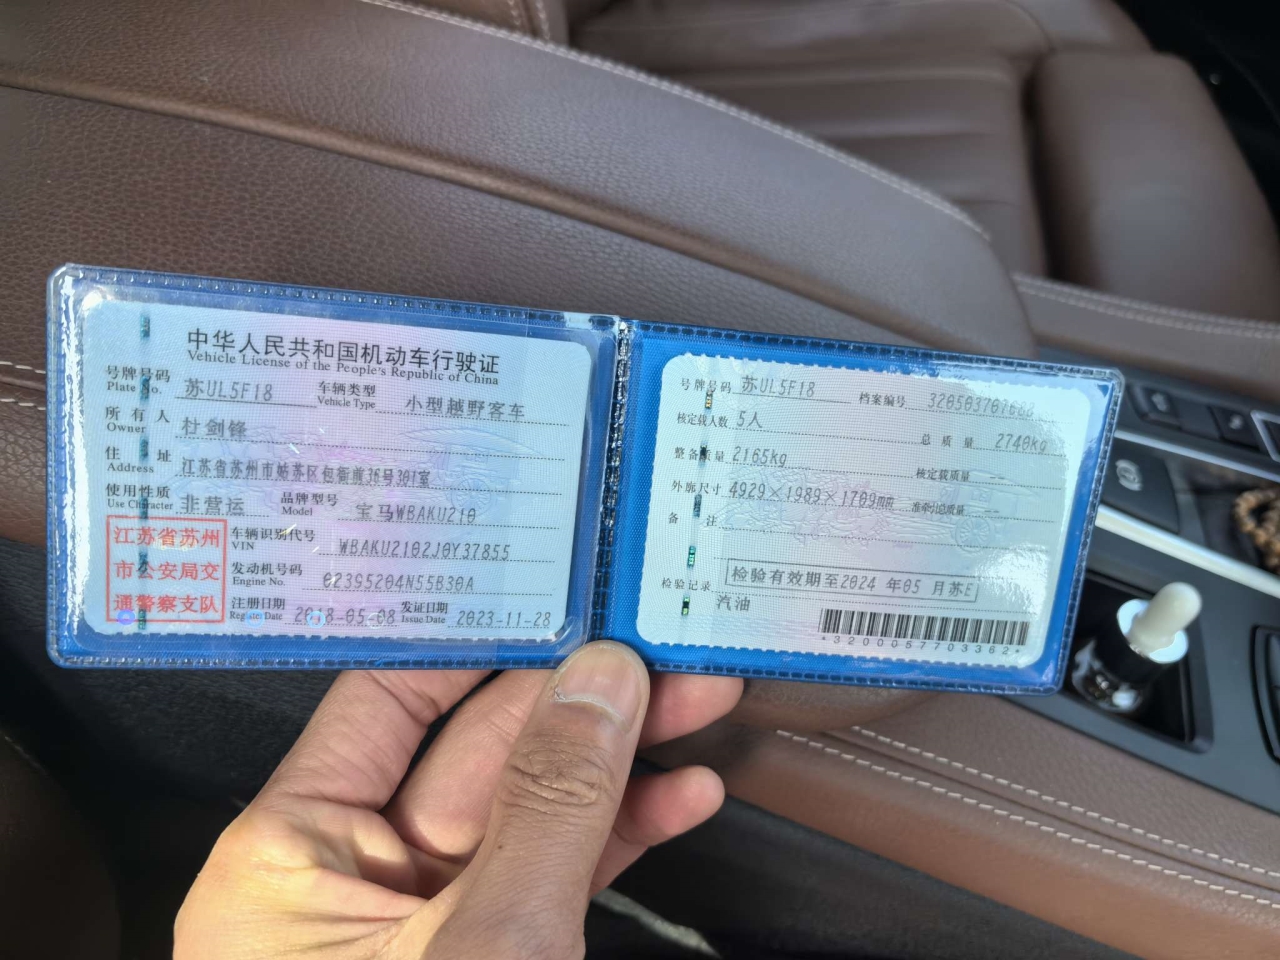 中华人民共和国机动车行驶证
Vehicle License of the People's Republic of China
号牌号码 苏UL5F18 车辆类型 小型越野客车
Plate No. Vehicle Type
所有人 杜剑锋
Owner
住址 江苏省苏州市姑苏区包衙前36号301室
Address
使用性质 非营运 品牌型号 宝马WBAKU210
Use Character Model
江苏省苏州
市公安局交
通警察支队
车辆识别代号 WBAKU2102J0Y37855
VIN
发动机号码 02395204N55B30A
Engine No.
注册日期 2018-05-08 发证日期 2023-11-28
Register Date Issue Date
号牌号码 苏UL5F18 档案编号
核定载人数 5人 总质量 2740kg
整备质量 2165kg 核定载质量 --
外廓尺寸 4929×1989×1709mm 准牵引总质量 --
备注
检验记录 检验有效期至2024年05月苏E
汽油
*3200057703362*